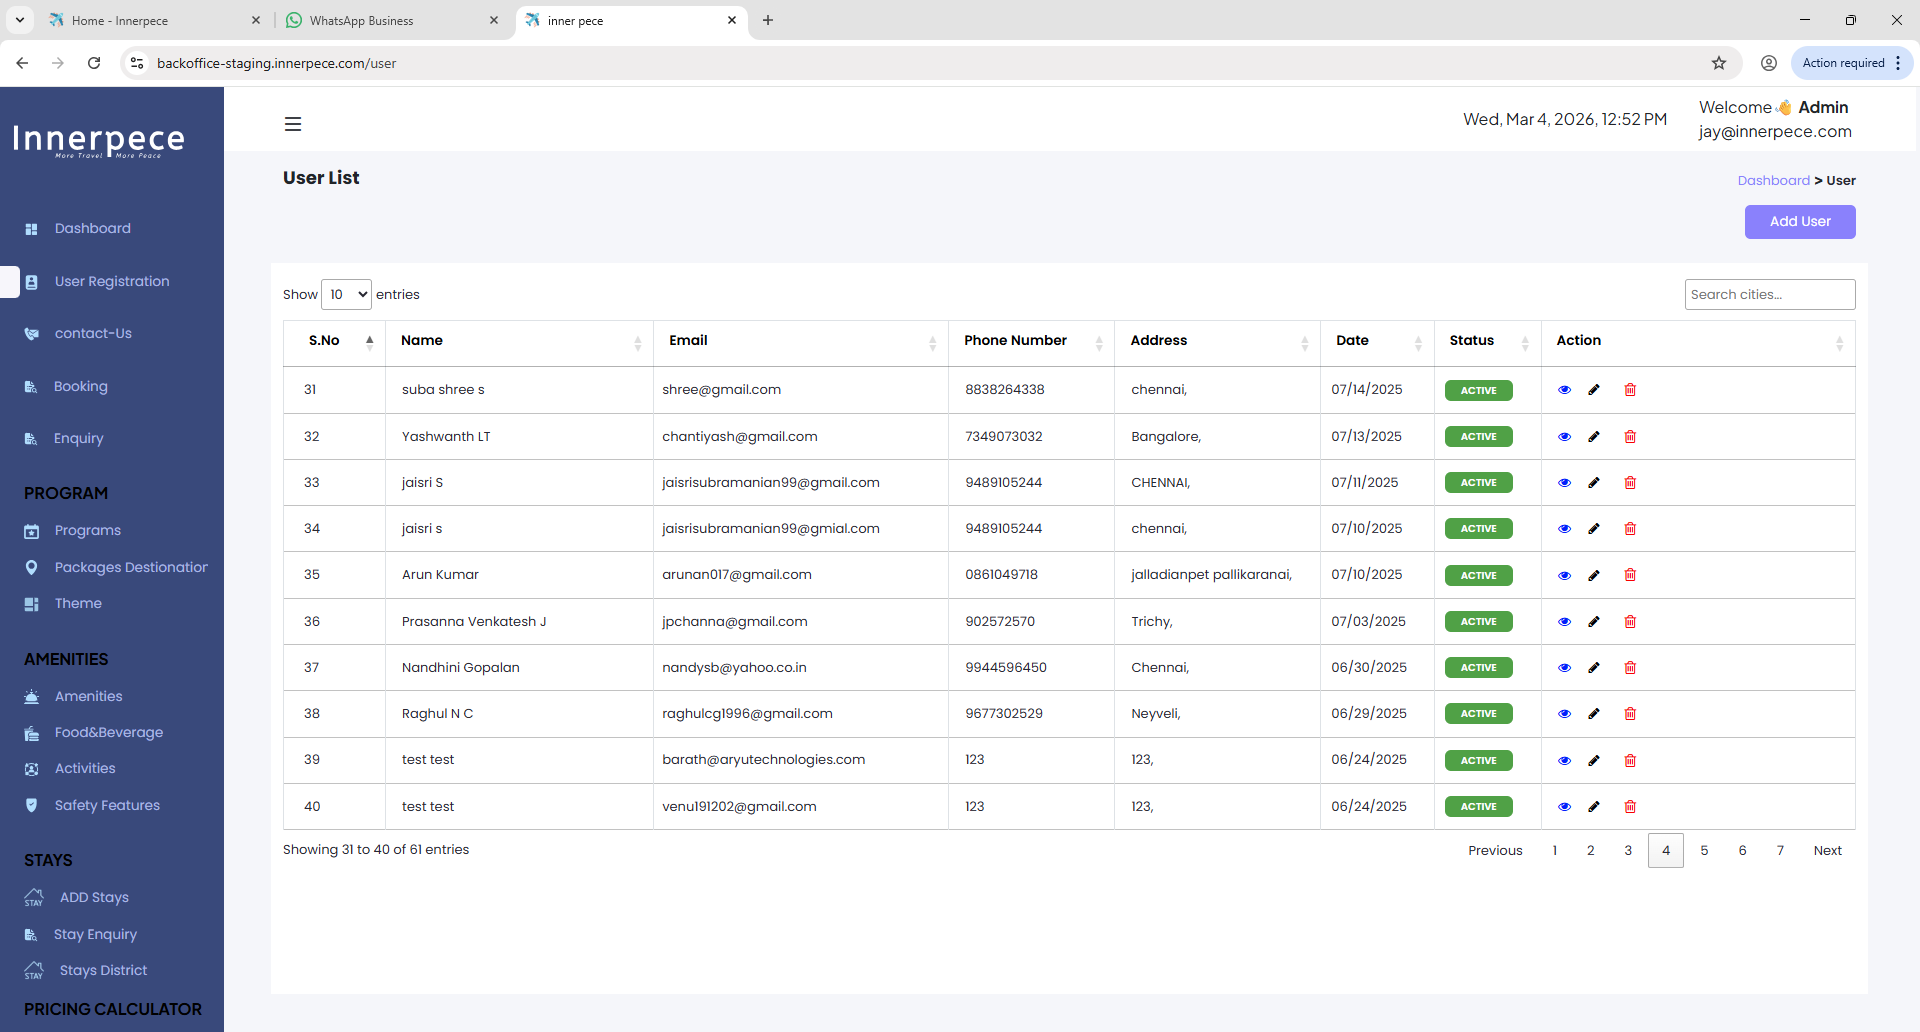 Home - Innerpece
WhatsApp Business
inner pece
backoffice-staging.innerpece.com/user
Action required
Innerpece
More Travel More Peace
Wed, Mar 4, 2026, 12:52 PM
Welcome👋 Admin
jay@innerpece.com
Dashboard
User Registration
contact-Us
Booking
Enquiry
PROGRAM
Programs
Packages Destionation
Theme
AMENITIES
Amenities
Food&Beverage
Activities
Safety Features
STAYS
STAY ADD Stays
Stay Enquiry
STAY Stays District
PRICING CALCULATOR
User List
Dashboard > User
Add User
Show 10 entries
Search cities...
S.No Name Email Phone Number Address Date Status Action
31 suba shree s shree@gmail.com 8838264338 chennai, 07/14/2025 ACTIVE
32 Yashwanth LT chantiyash@gmail.com 7349073032 Bangalore, 07/13/2025 ACTIVE
33 jaisri S jaisrisubramanian99@gmail.com 9489105244 CHENNAI, 07/11/2025 ACTIVE
34 jaisri s jaisrisubramanian99@gmial.com 9489105244 chennai, 07/10/2025 ACTIVE
35 Arun Kumar arunan017@gmail.com 0861049718 jalladianpet pallikaranai, 07/10/2025 ACTIVE
36 Prasanna Venkatesh J jpchanna@gmail.com 902572570 Trichy, 07/03/2025 ACTIVE
37 Nandhini Gopalan nandysb@yahoo.co.in 9944596450 Chennai, 06/30/2025 ACTIVE
38 Raghul N C raghulcg1996@gmail.com 9677302529 Neyveli, 06/29/2025 ACTIVE
39 test test barath@aryutechnologies.com 123 123, 06/24/2025 ACTIVE
40 test test venu191202@gmail.com 123 123, 06/24/2025 ACTIVE
Showing 31 to 40 of 61 entries
Previous 1 2 3 4 5 6 7 Next